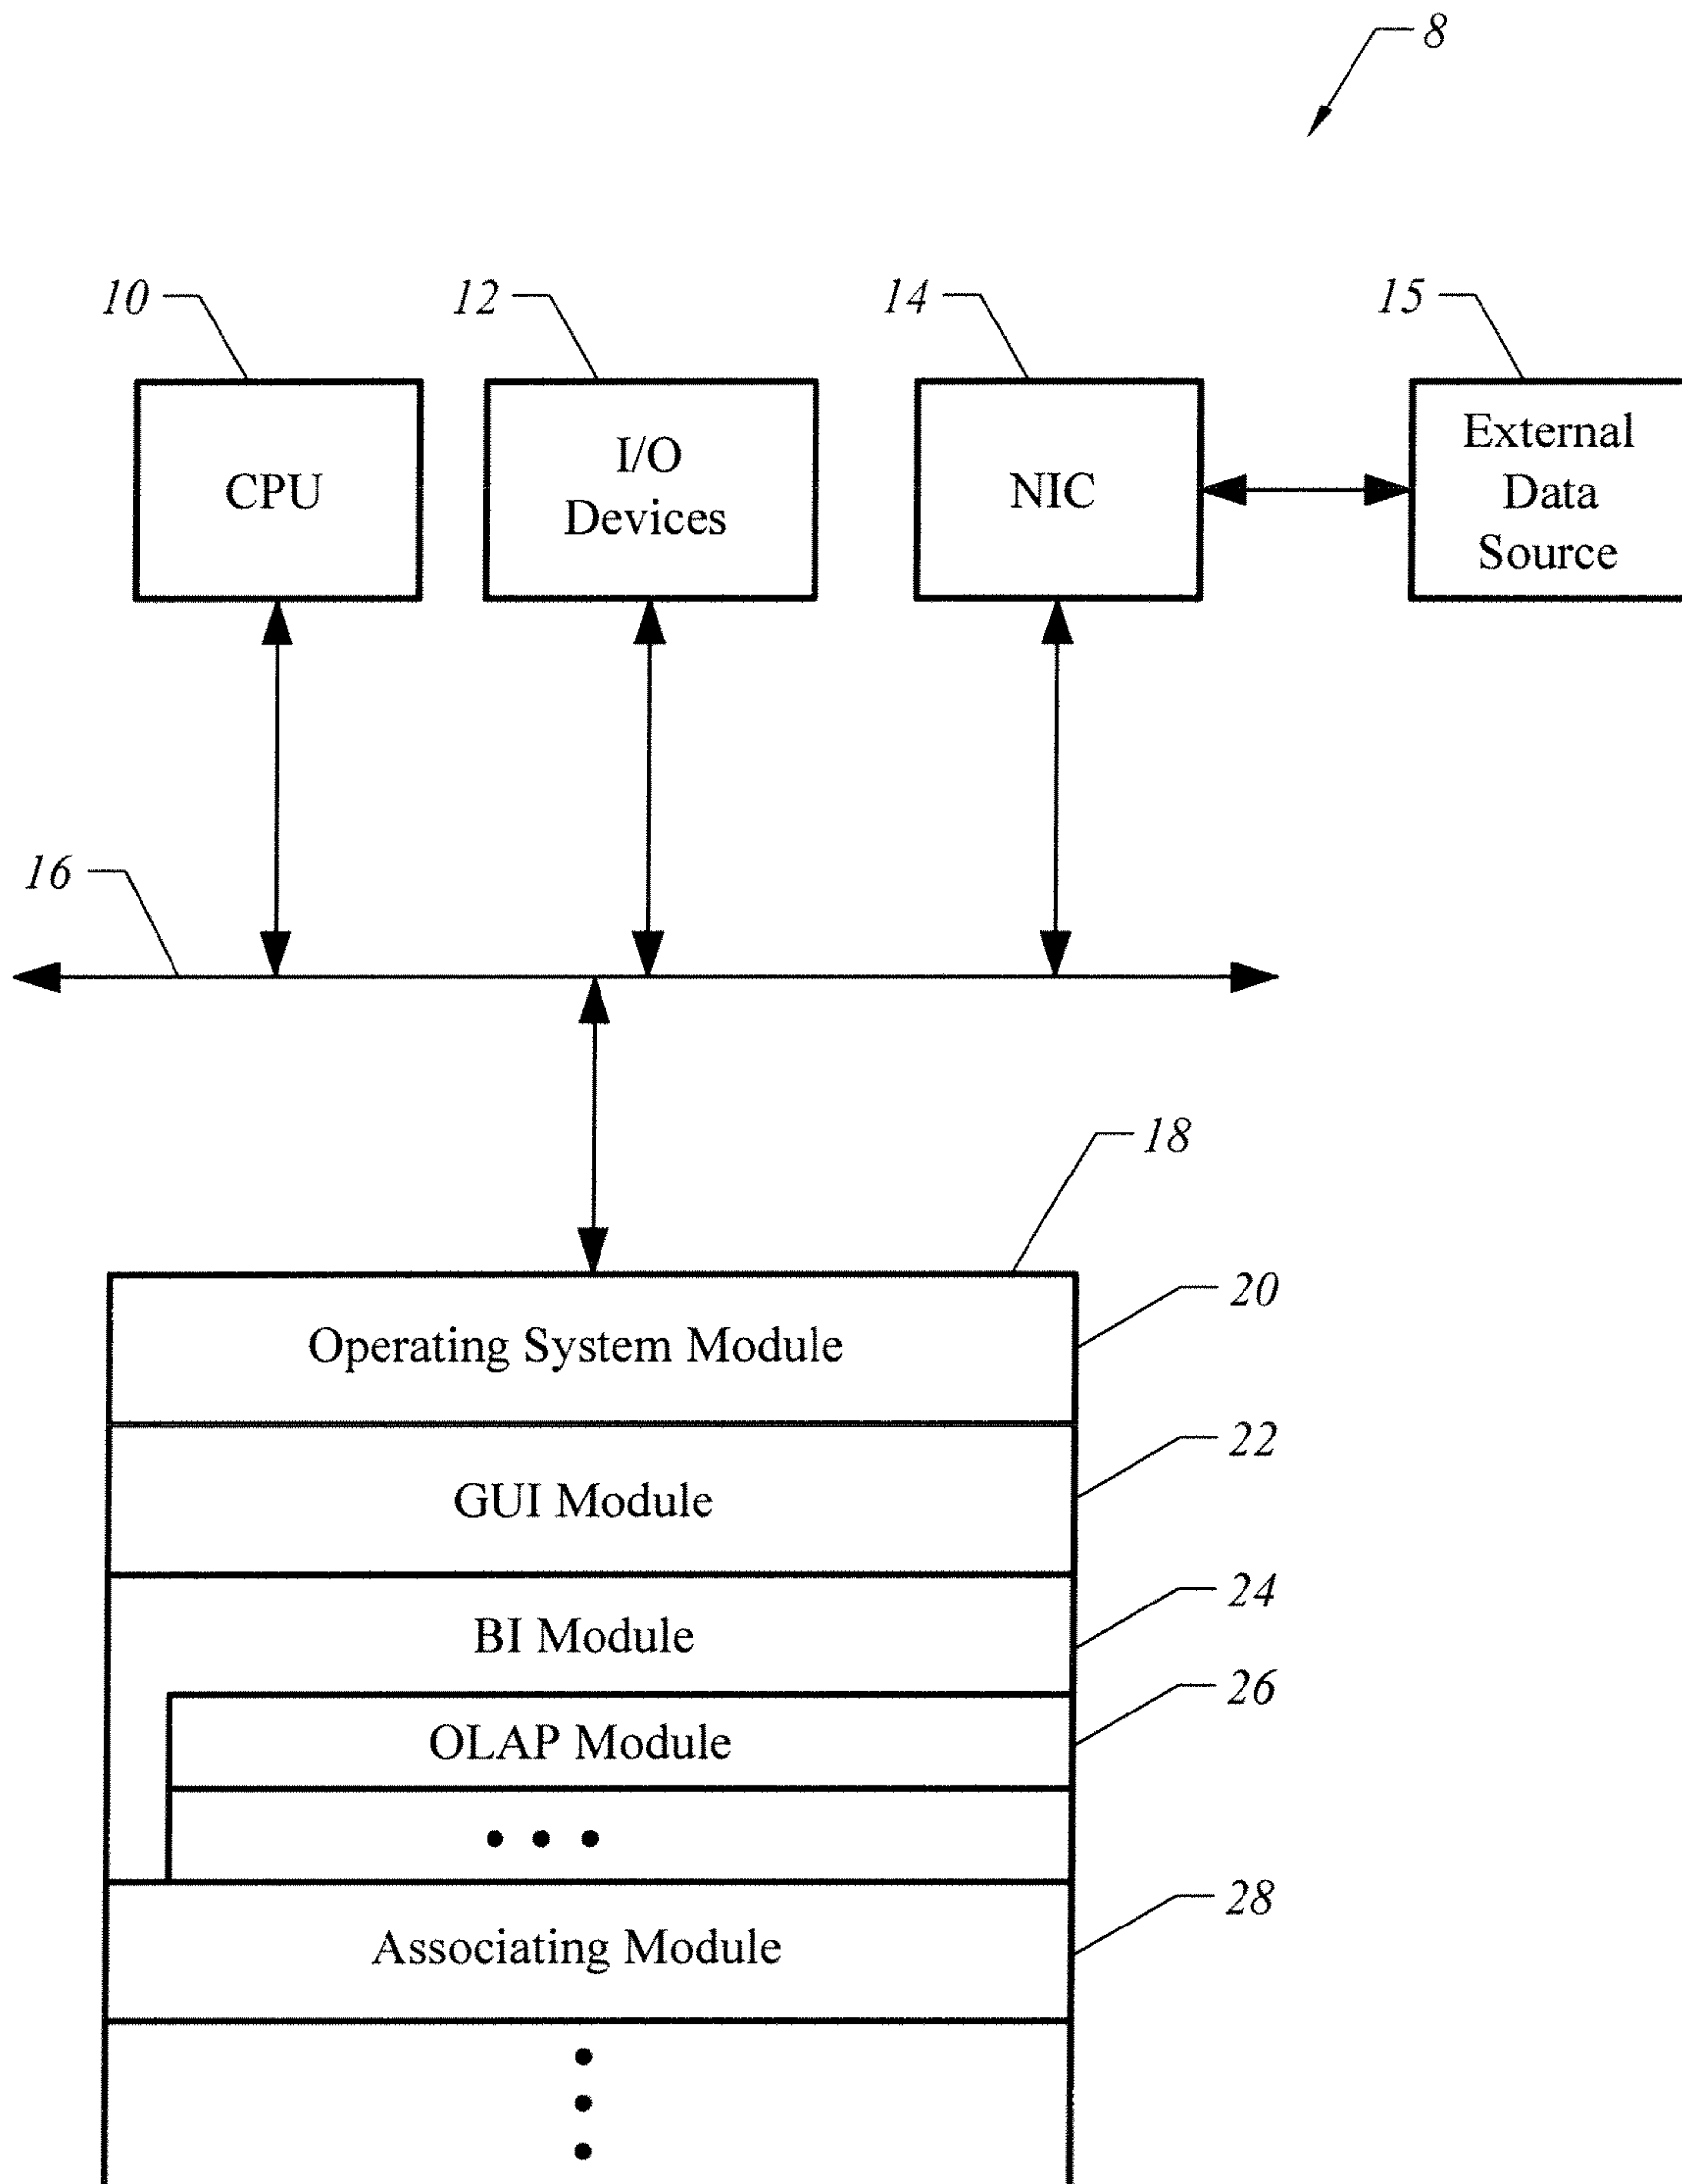 8
10
12
14
15
CPU
I/O
Devices
NIC
External
Data
Source
16
18
20
Operating System Module
22
GUI Module
24
BI Module
26
OLAP Module
• • •
28
Associating Module
•
•
•